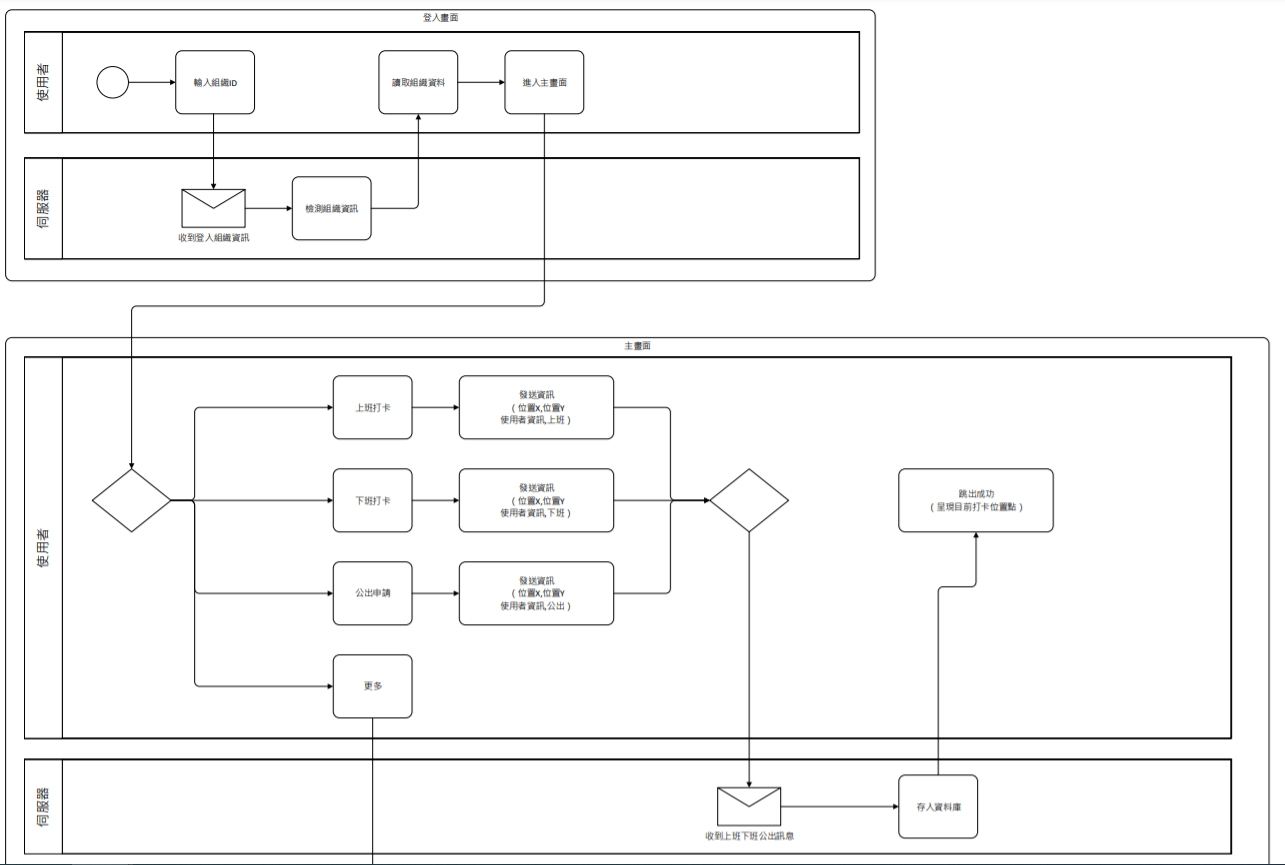 登入畫面
使用者
輸入組織ID
讀取組織資料
進入主畫面
伺服器
收到登入組織資訊
檢測組織資訊
主畫面
使用者
上班打卡
發送資訊
（位置X,位置Y
使用者資訊,上班）
下班打卡
發送資訊
（位置X,位置Y
使用者資訊,下班）
跳出成功
（呈現目前打卡位置點）
公出申請
發送資訊
（位置X,位置Y
使用者資訊,公出）
更多
伺服器
收到上班下班公出訊息
存入資料庫